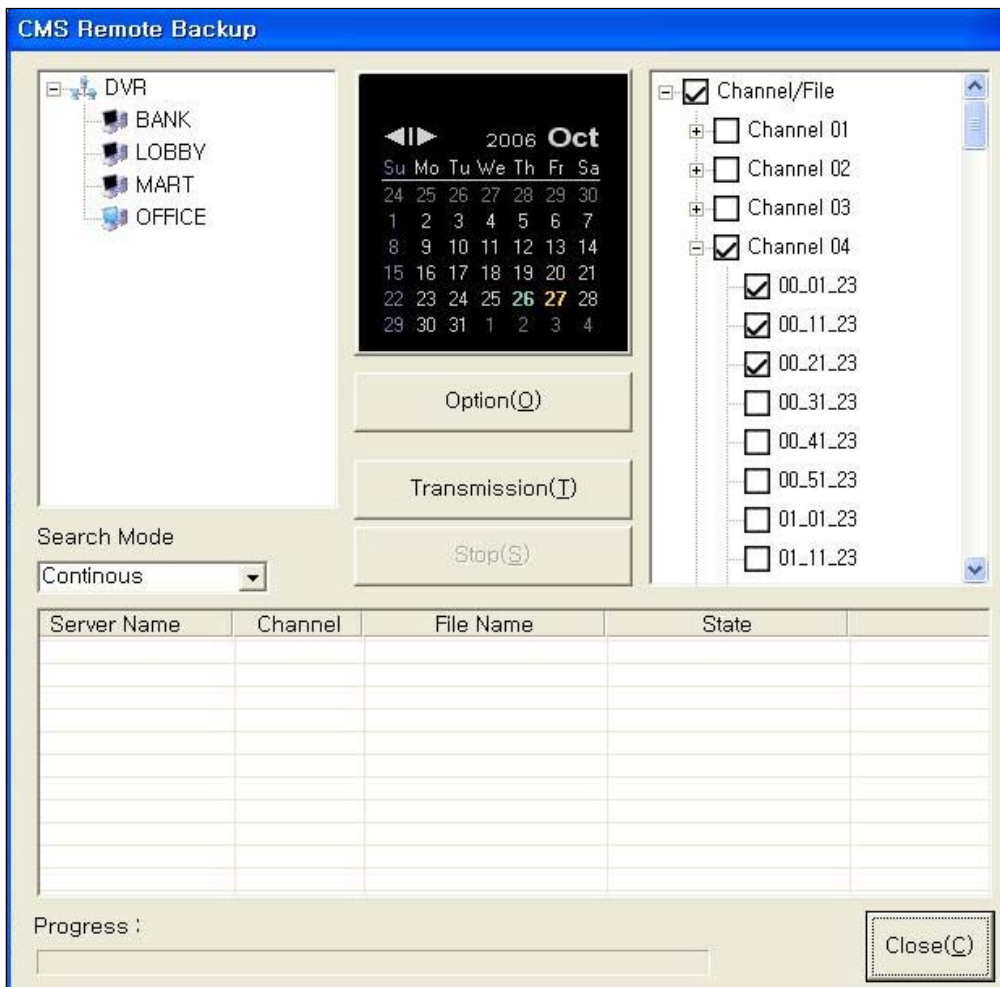 CMS Remote Backup
DVR
BANK
LOBBY
MART
OFFICE
2006 Oct
Su Mo Tu We Th Fr Sa
24 25 26 27 28 29 30
1 2 3 4 5 6 7
8 9 10 11 12 13 14
15 16 17 18 19 20 21
22 23 24 25 26 27 28
29 30 31 1 2 3 4
Option(O)
Transmission(T)
Stop(S)
Channel/File
Channel 01
Channel 02
Channel 03
Channel 04
00_01_23
00_11_23
00_21_23
00_31_23
00_41_23
00_51_23
01_01_23
01_11_23
Search Mode
Continous
Server Name Channel File Name State
Progress :
Close(C)